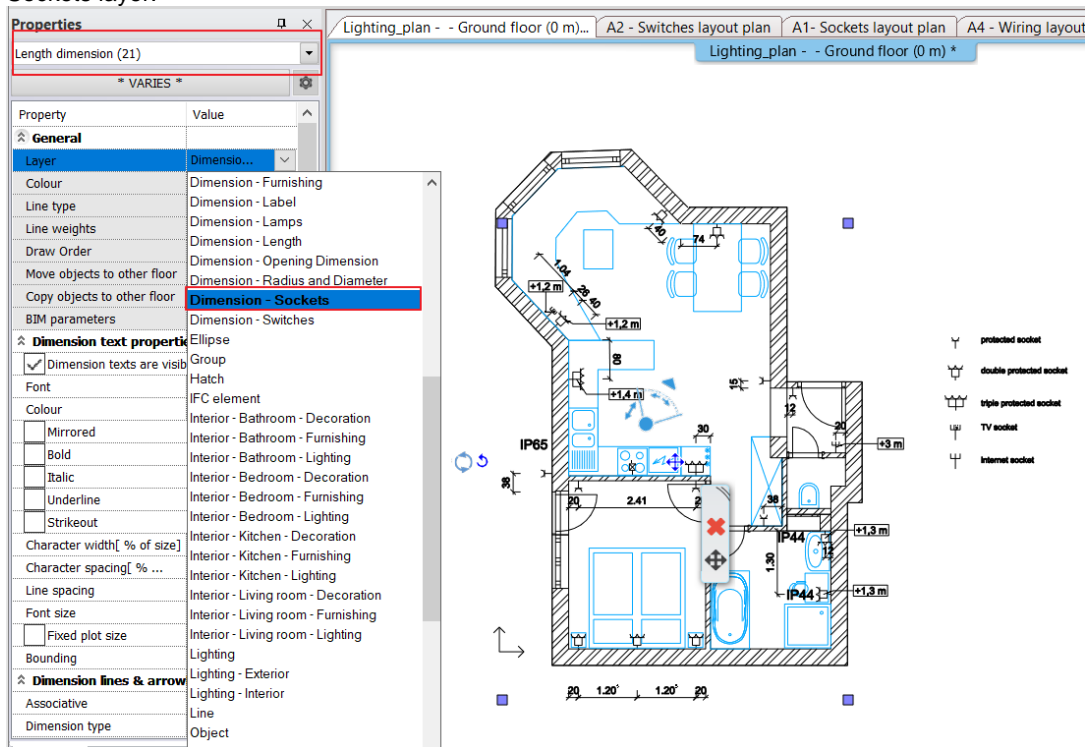 Sockets layer.
Properties
Length dimension (21)
* VARIES *
Property Value
General
Layer Dimensio...
Colour
Line type
Line weights
Draw Order
Move objects to other floor
Copy objects to other floor
BIM parameters
Dimension text properti
Dimension texts are visib
Font
Colour
Mirrored
Bold
Italic
Underline
Strikeout
Character width[ % of size]
Character spacing[ % ...
Line spacing
Font size
Fixed plot size
Bounding
Dimension lines & arrow
Associative
Dimension type
Dimension - Furnishing
Dimension - Label
Dimension - Lamps
Dimension - Length
Dimension - Opening Dimension
Dimension - Radius and Diameter
Dimension - Sockets
Dimension - Switches
Ellipse
Group
Hatch
IFC element
Interior - Bathroom - Decoration
Interior - Bathroom - Furnishing
Interior - Bathroom - Lighting
Interior - Bedroom - Decoration
Interior - Bedroom - Furnishing
Interior - Bedroom - Lighting
Interior - Kitchen - Decoration
Interior - Kitchen - Furnishing
Interior - Kitchen - Lighting
Interior - Living room - Decoration
Interior - Living room - Furnishing
Interior - Living room - Lighting
Lighting
Lighting - Exterior
Lighting - Interior
Line
Object
Lighting_plan - - Ground floor (0 m)... A2 - Switches layout plan A1- Sockets layout plan A4 - Wiring layout
Lighting_plan - - Ground floor (0 m) *
40
74
1.04
+1,2 m
26
40
+1,2 m
80
15
+1,4 m
12
30
20
IP65
+3 m
38
20 2.41 2
38
IP44
+1,3 m
12
1.30
IP44
+1,3 m
20 1.20⁵ 1.20⁵ 20
protected socket
double protected socket
triple protected socket
TV socket
Internet socket